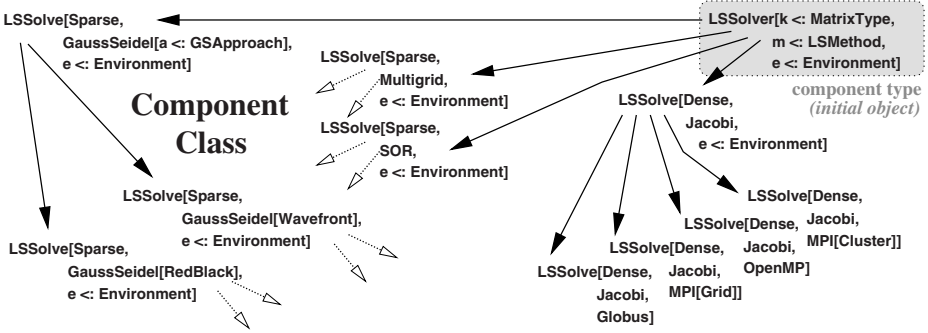 LSSolve[Sparse,
GaussSeidel[a <: GSApproach],
e <: Environment]
LSSolver[k <: MatrixType,
m <: LSMethod,
e <: Environment]
component type
(initial object)
Component
Class
LSSolve[Sparse,
Multigrid,
e <: Environment]
LSSolve[Sparse,
SOR,
e <: Environment]
LSSolve[Dense,
Jacobi,
e <: Environment]
LSSolve[Sparse,
GaussSeidel[Wavefront],
e <: Environment]
LSSolve[Sparse,
GaussSeidel[RedBlack],
e <: Environment]
LSSolve[Dense,
Jacobi,
Globus]
LSSolve[Dense,
Jacobi,
MPI[Grid]]
LSSolve[Dense,
Jacobi,
OpenMP]
LSSolve[Dense,
Jacobi,
MPI[Cluster]]